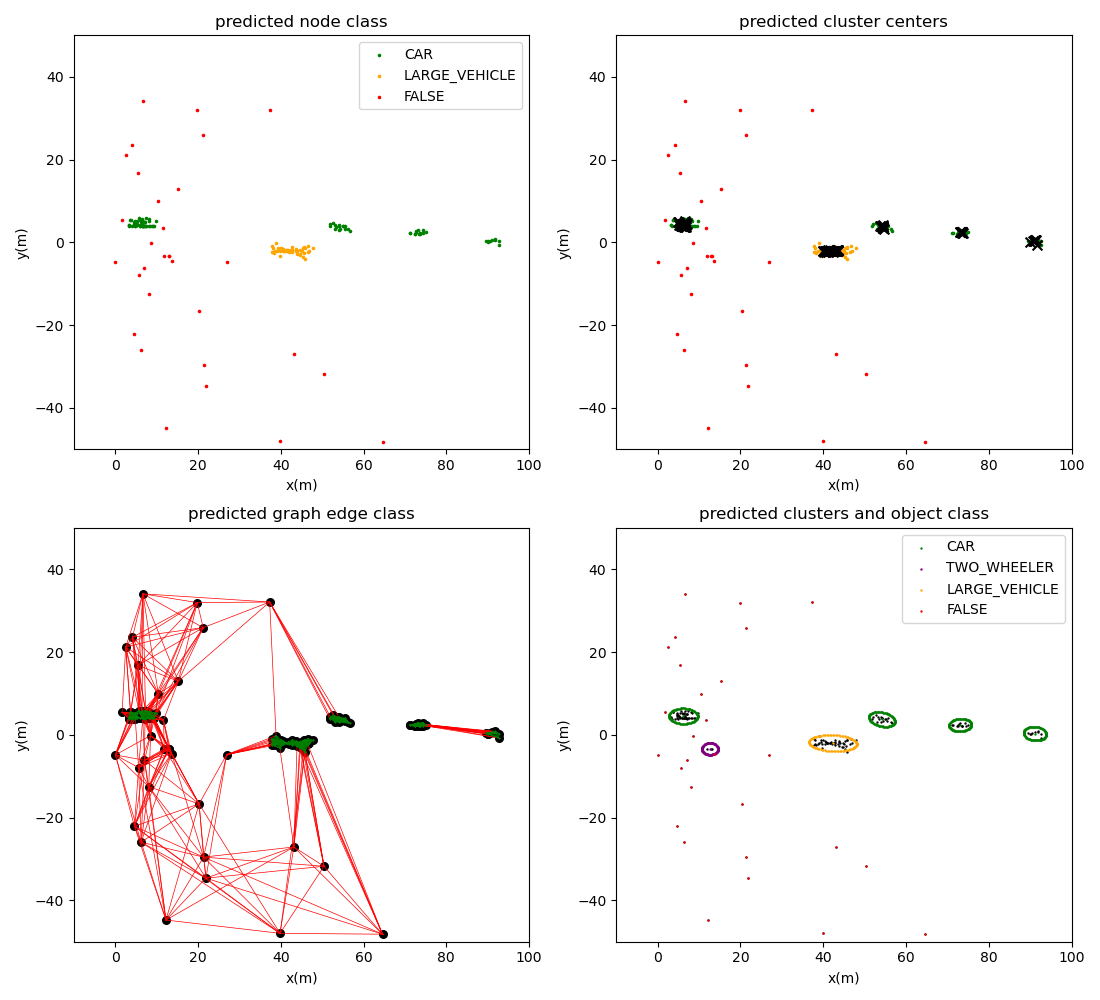 predicted node class
CAR
LARGE_VEHICLE
FALSE
40
20
0
−20
−40
y(m)
0 20 40 60 80 100
x(m)
predicted cluster centers
40
20
0
−20
−40
y(m)
0 20 40 60 80 100
x(m)
predicted graph edge class
40
20
0
−20
−40
y(m)
0 20 40 60 80 100
x(m)
predicted clusters and object class
CAR
TWO_WHEELER
LARGE_VEHICLE
FALSE
40
20
0
−20
−40
y(m)
0 20 40 60 80 100
x(m)